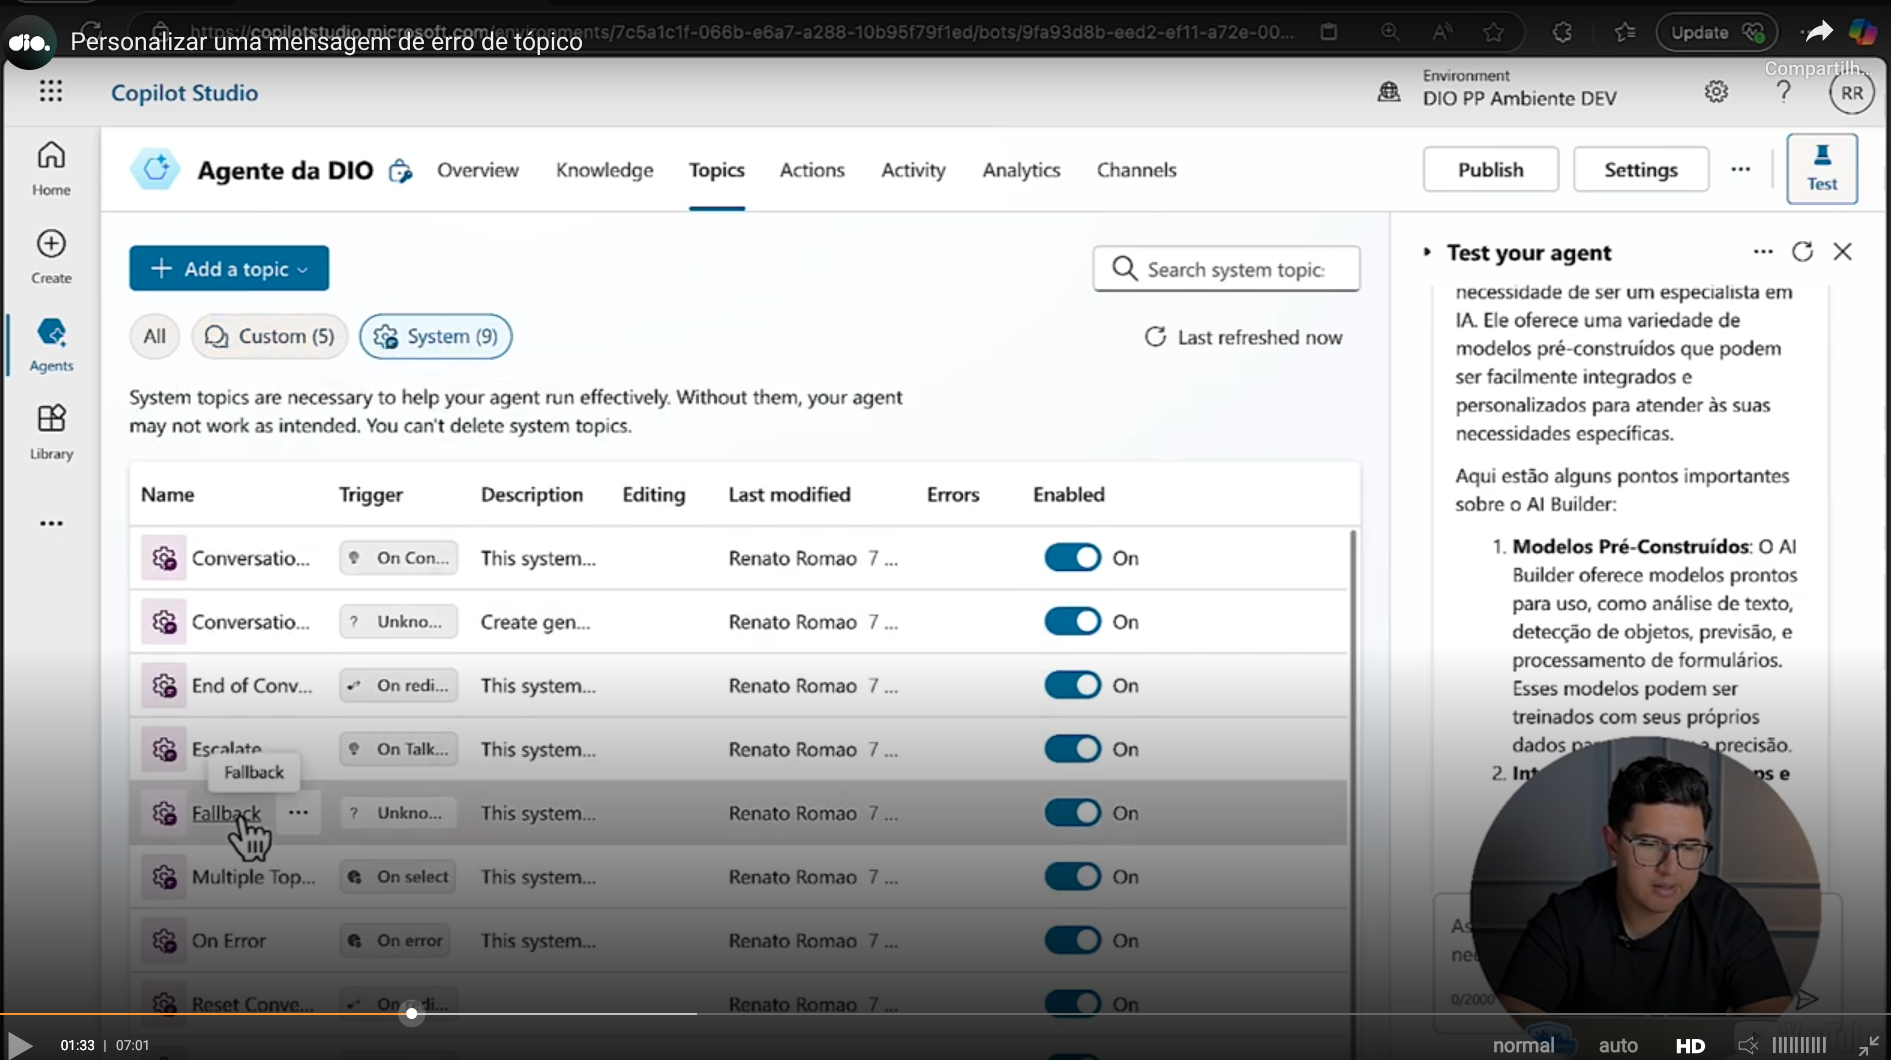 https://copilotstudio.microsoft.com/environments/7c5a1c1f-066b-e6a7-a288-10b95f79f1ed/bots/9fa93d8b-eed2-ef11-a72e-00...
Update
dio.
Personalizar uma mensagem de erro de tópico
Compartilh...
Copilot Studio
Environment
DIO PP Ambiente DEV
?
RR
Home
Create
Agents
Library
Agente da DIO
Overview
Knowledge
Topics
Actions
Activity
Analytics
Channels
Publish
Settings
Test
Add a topic
Search system topic
All
Custom (5)
System (9)
Last refreshed now
System topics are necessary to help your agent run effectively. Without them, your agent
may not work as intended. You can't delete system topics.
Name Trigger Description Editing Last modified Errors Enabled
Conversatio... On Con... This system... Renato Romao 7 ... On
Conversatio... ? Unkno... Create gen... Renato Romao 7 ... On
End of Conv... On redi... This system... Renato Romao 7 ... On
Escalate On Talk... This system... Renato Romao 7 ... On
Fallback
Fallback ? Unkno... This system... Renato Romao 7 ... On
Multiple Top... On select This system... Renato Romao 7 ... On
On Error On error This system... Renato Romao 7 ... On
Reset Conve... On redi... This system... Renato Romao 7 ... On
Test your agent
necessidade de ser um especialista em
IA. Ele oferece uma variedade de
modelos pré-construídos que podem
ser facilmente integrados e
personalizados para atender às suas
necessidades específicas.
Aqui estão alguns pontos importantes
sobre o AI Builder:
1. Modelos Pré-Construídos: O AI
Builder oferece modelos prontos
para uso, como análise de texto,
detecção de objetos, previsão, e
processamento de formulários.
Esses modelos podem ser
treinados com seus próprios
dados precisão.
2. Int e
As
nee
0/2000
01:33 | 07:01
normal
auto
HD